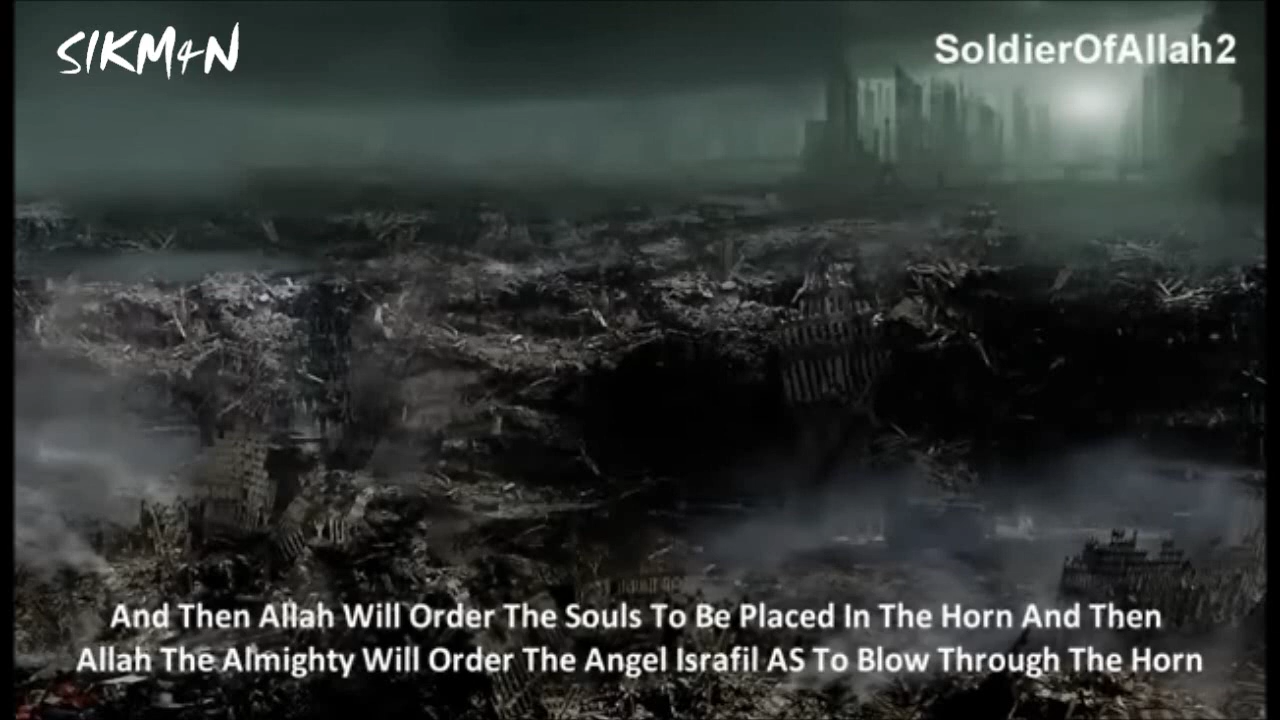 SIKM4N
SoldierOfAllah2
And Then Allah Will Order The Souls To Be Placed In The Horn And Then
Allah The Almighty Will Order The Angel Israfil AS To Blow Through The Horn